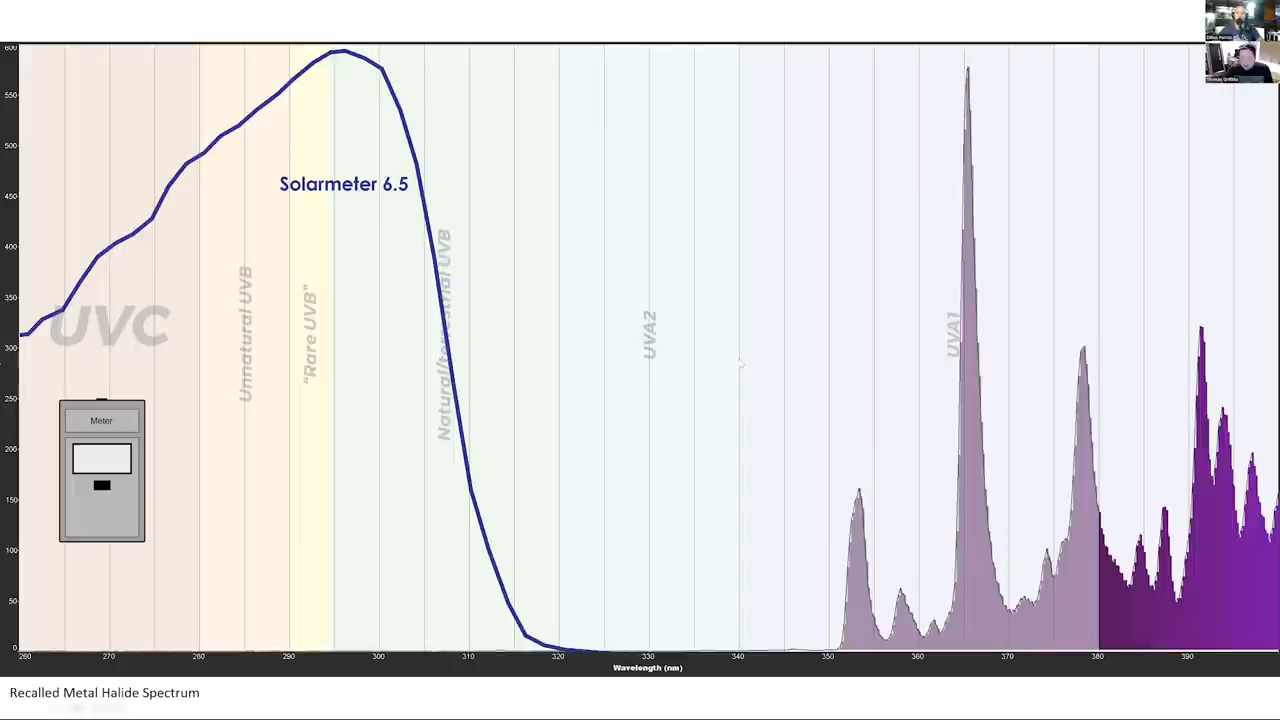 600
550
500
450
400
350
300
250
200
150
100
50
0
Solarmeter 6.5
UVC
Unnatural UVB
"Rare UVB"
Natural/terrestrial UVB
UVA2
UVA1
Meter
260 270 280 290 300 310 320 330 340 350 360 370 380 390
Wavelength (nm)
Recalled Metal Halide Spectrum
Thomas Griffiths